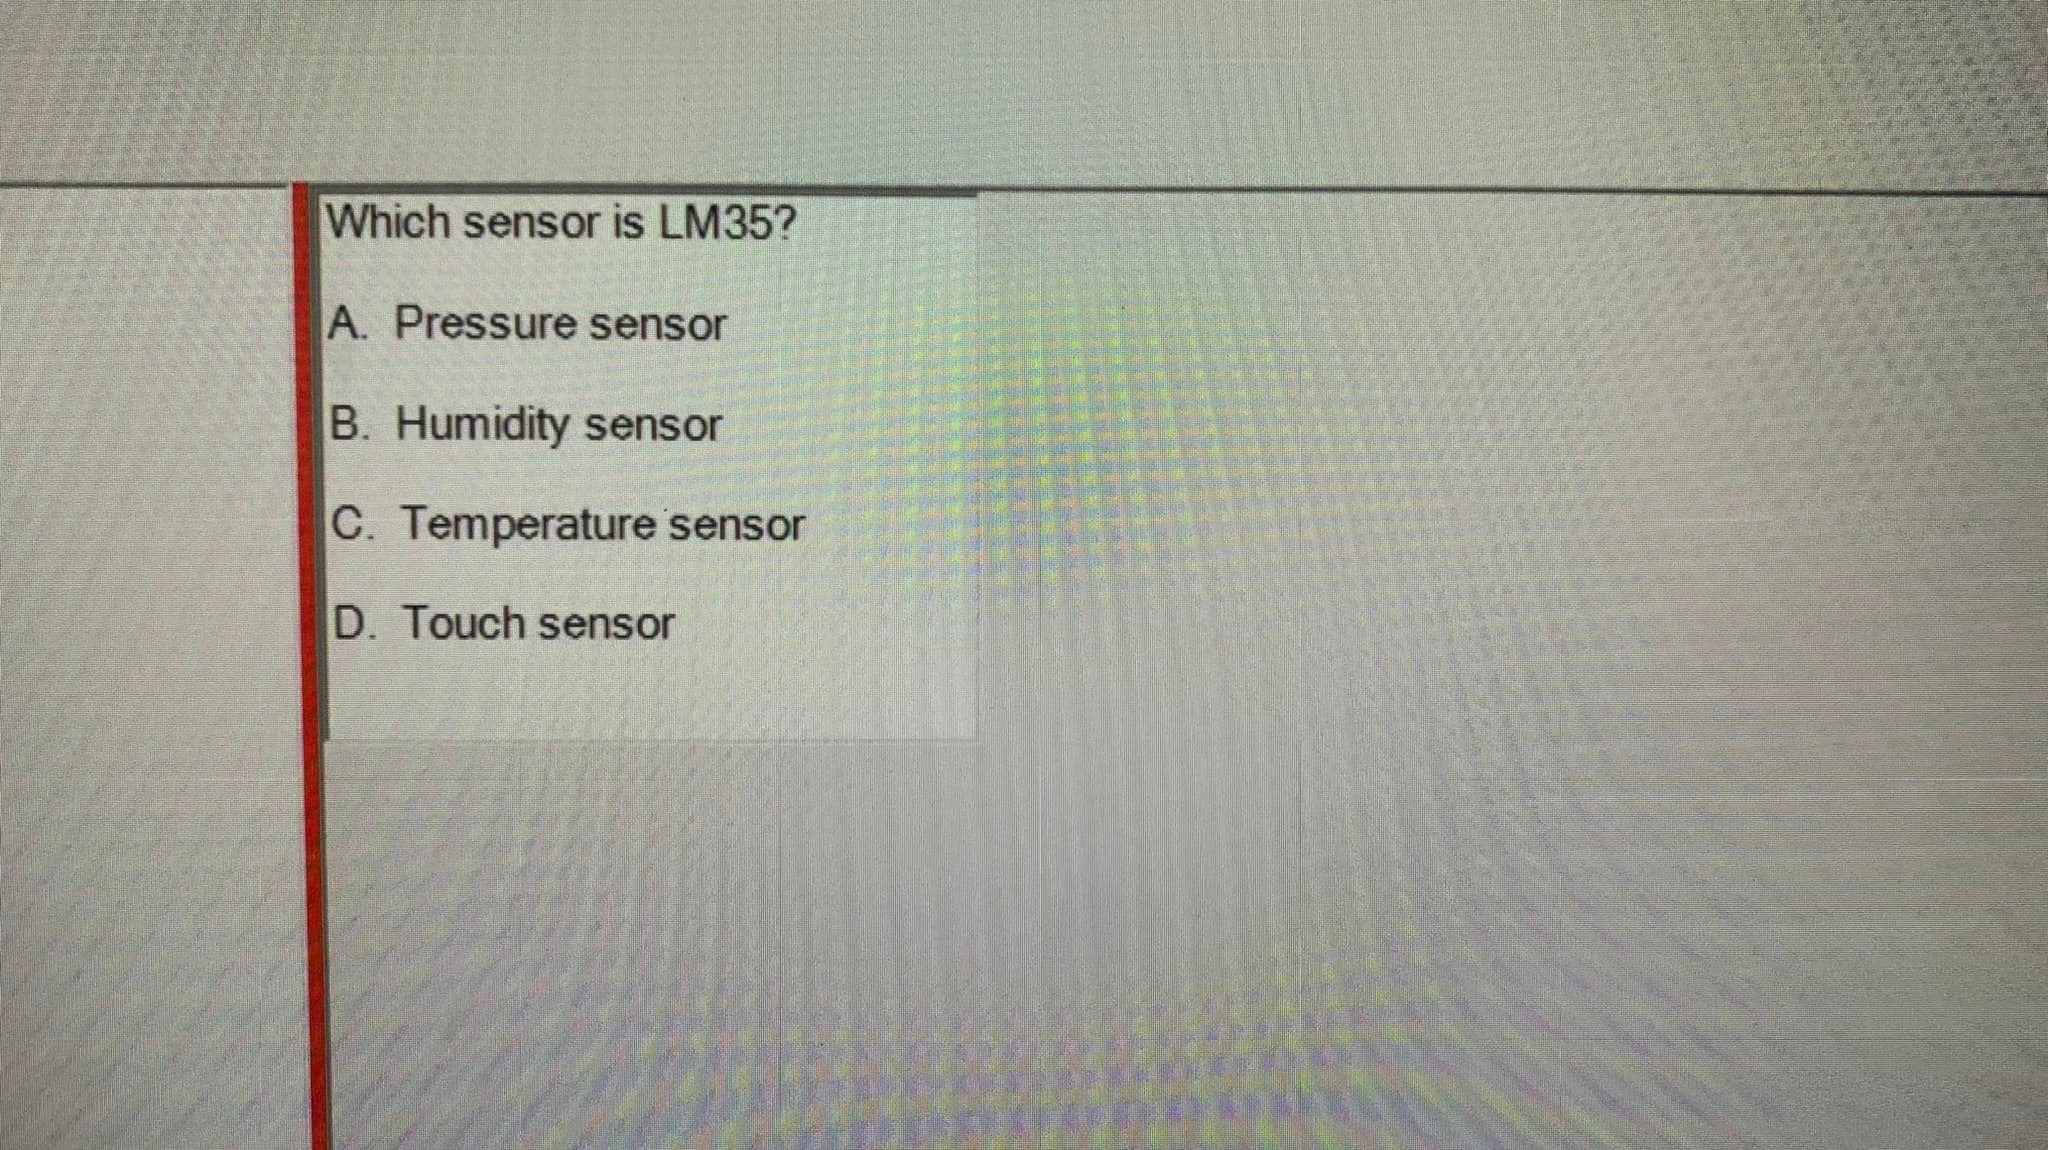 Which sensor is LM35?
A. Pressure sensor
B. Humidity sensor
C. Temperature sensor
D. Touch sensor